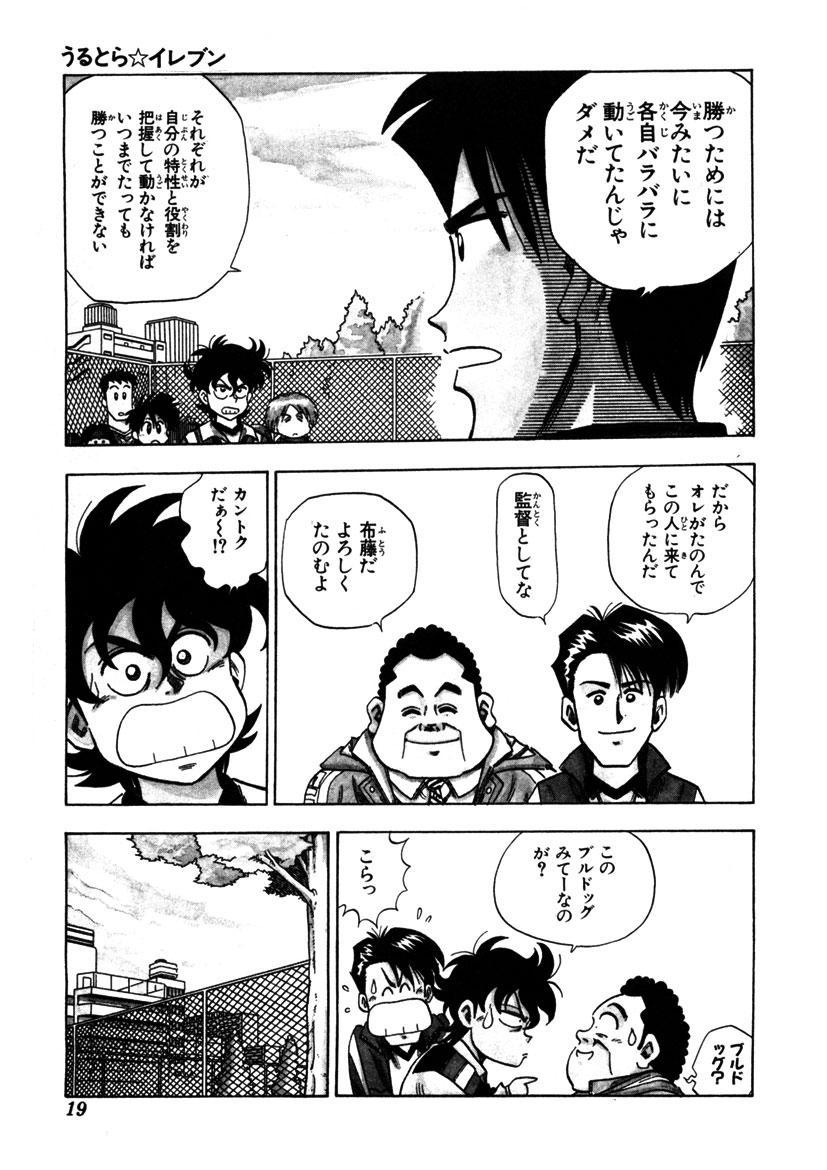 うるとら☆イレブン
勝つためには
今みたいに
各自バラバラに
動いてたんじゃ
ダメだ
それぞれが
自分の特性と役割を
把握して動かなければ
いつまでたっても
勝つことができない
だから
オレがたのんで
この人に来て
もらったんだ
監督としてな
布藤だ
よろしく
たのむよ
カントク
だぁ〜!?
この
ブルドッグ
みてーなの
が?
こらっ
ブルド
ッグ?
19